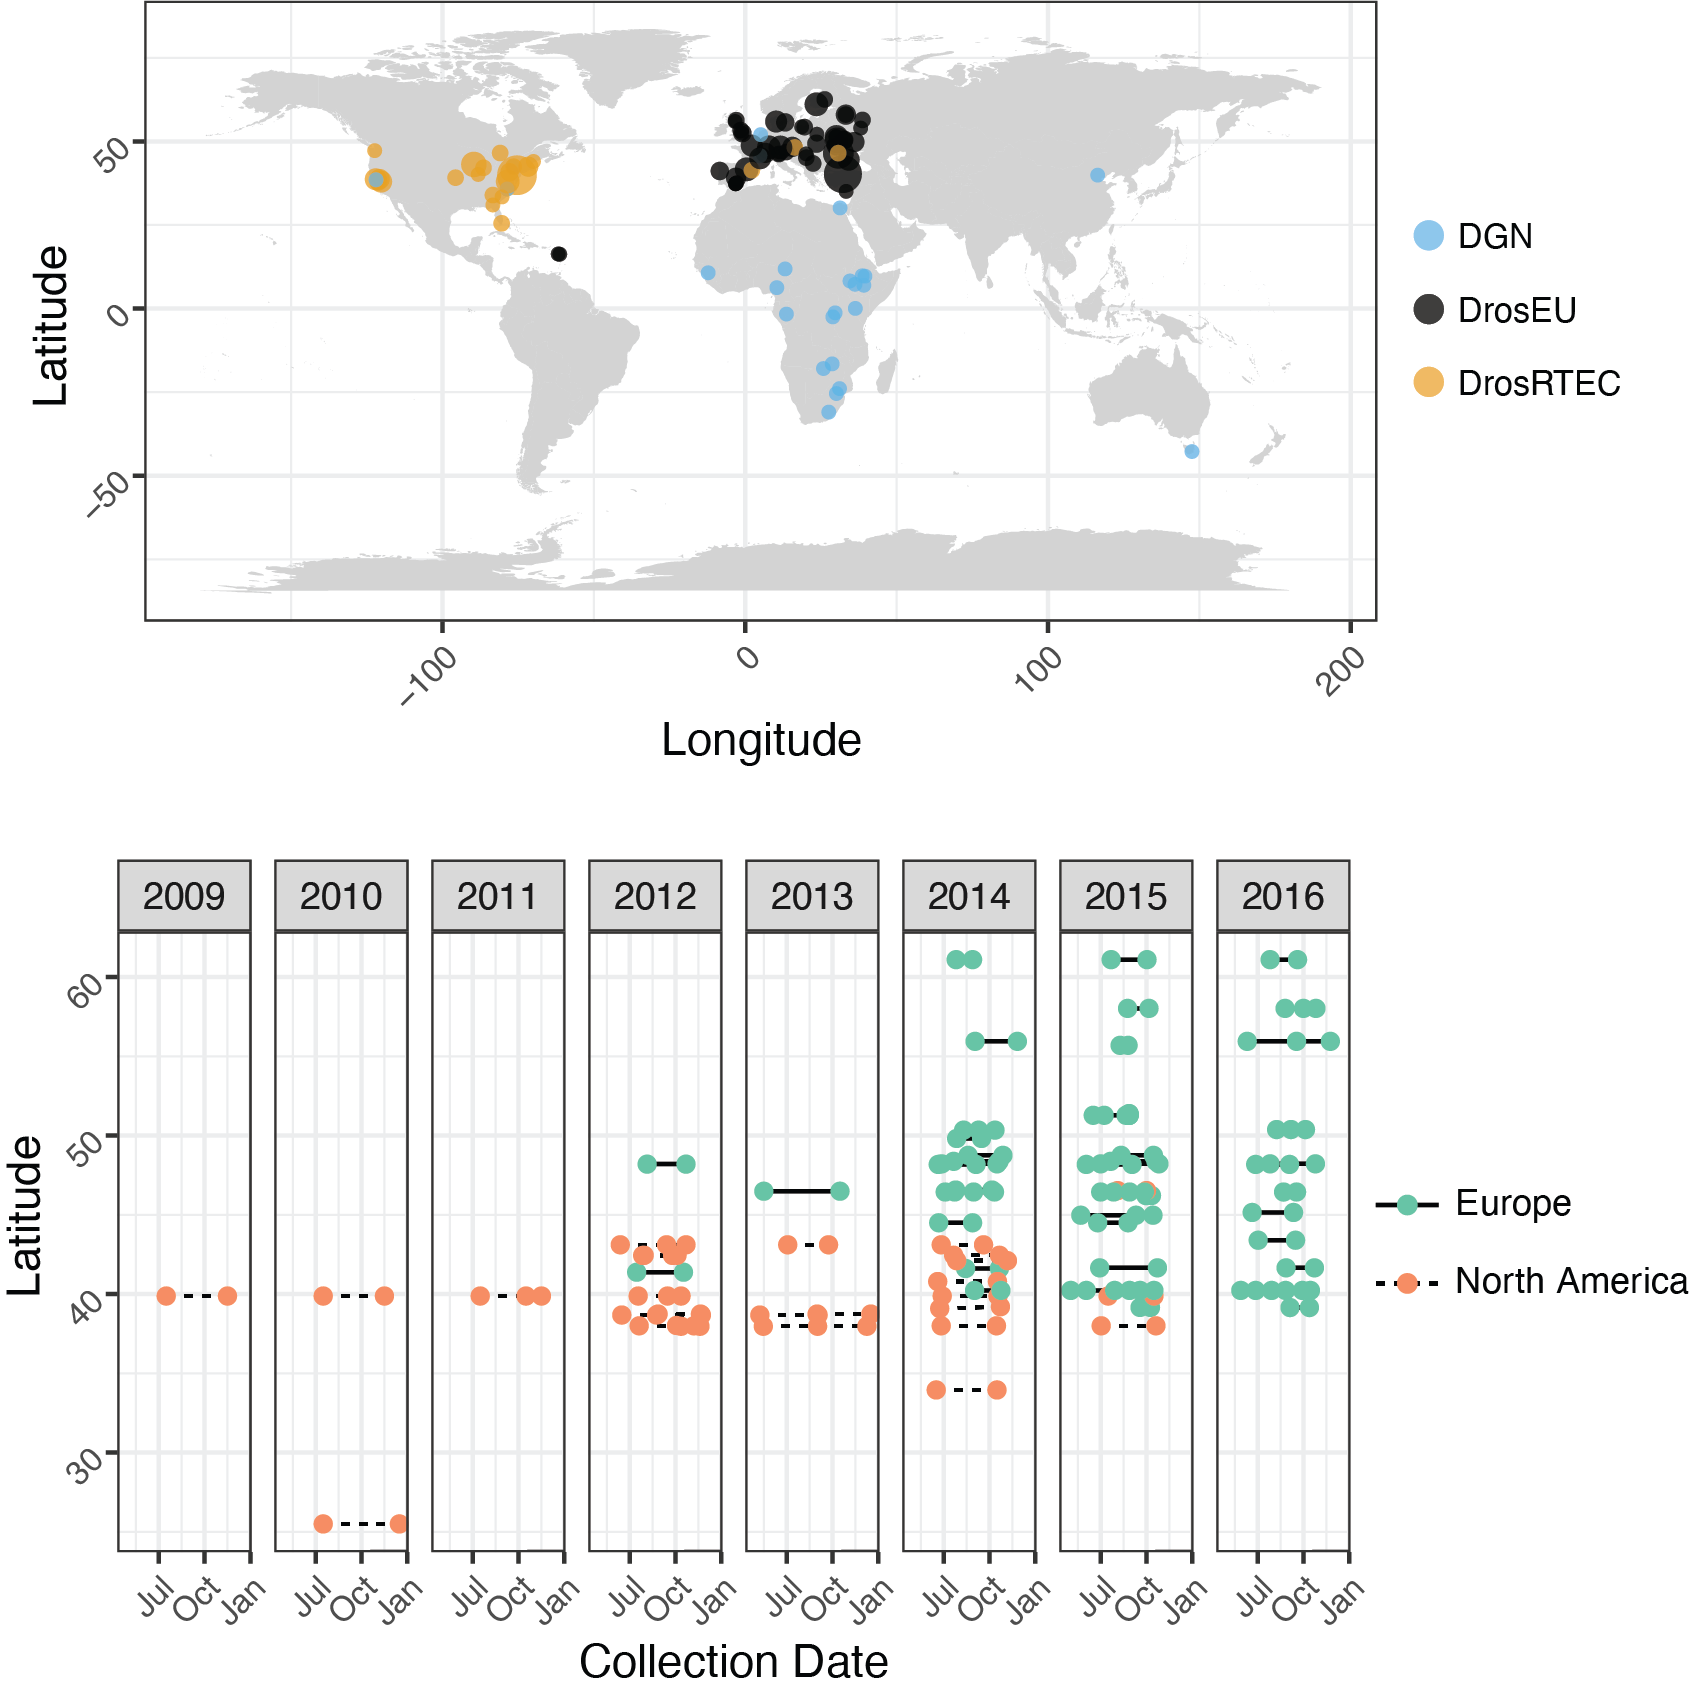 50
0
−50
Latitude
−100
0
100
200
Longitude
DGN
DrosEU
DrosRTEC
2009 2010 2011 2012 2013 2014 2015 2016
60
50
40
30
Latitude
Jul Oct Jan Jul Oct Jan Jul Oct Jan Jul Oct Jan Jul Oct Jan Jul Oct Jan Jul Oct Jan Jul Oct Jan
Collection Date
Europe
North America